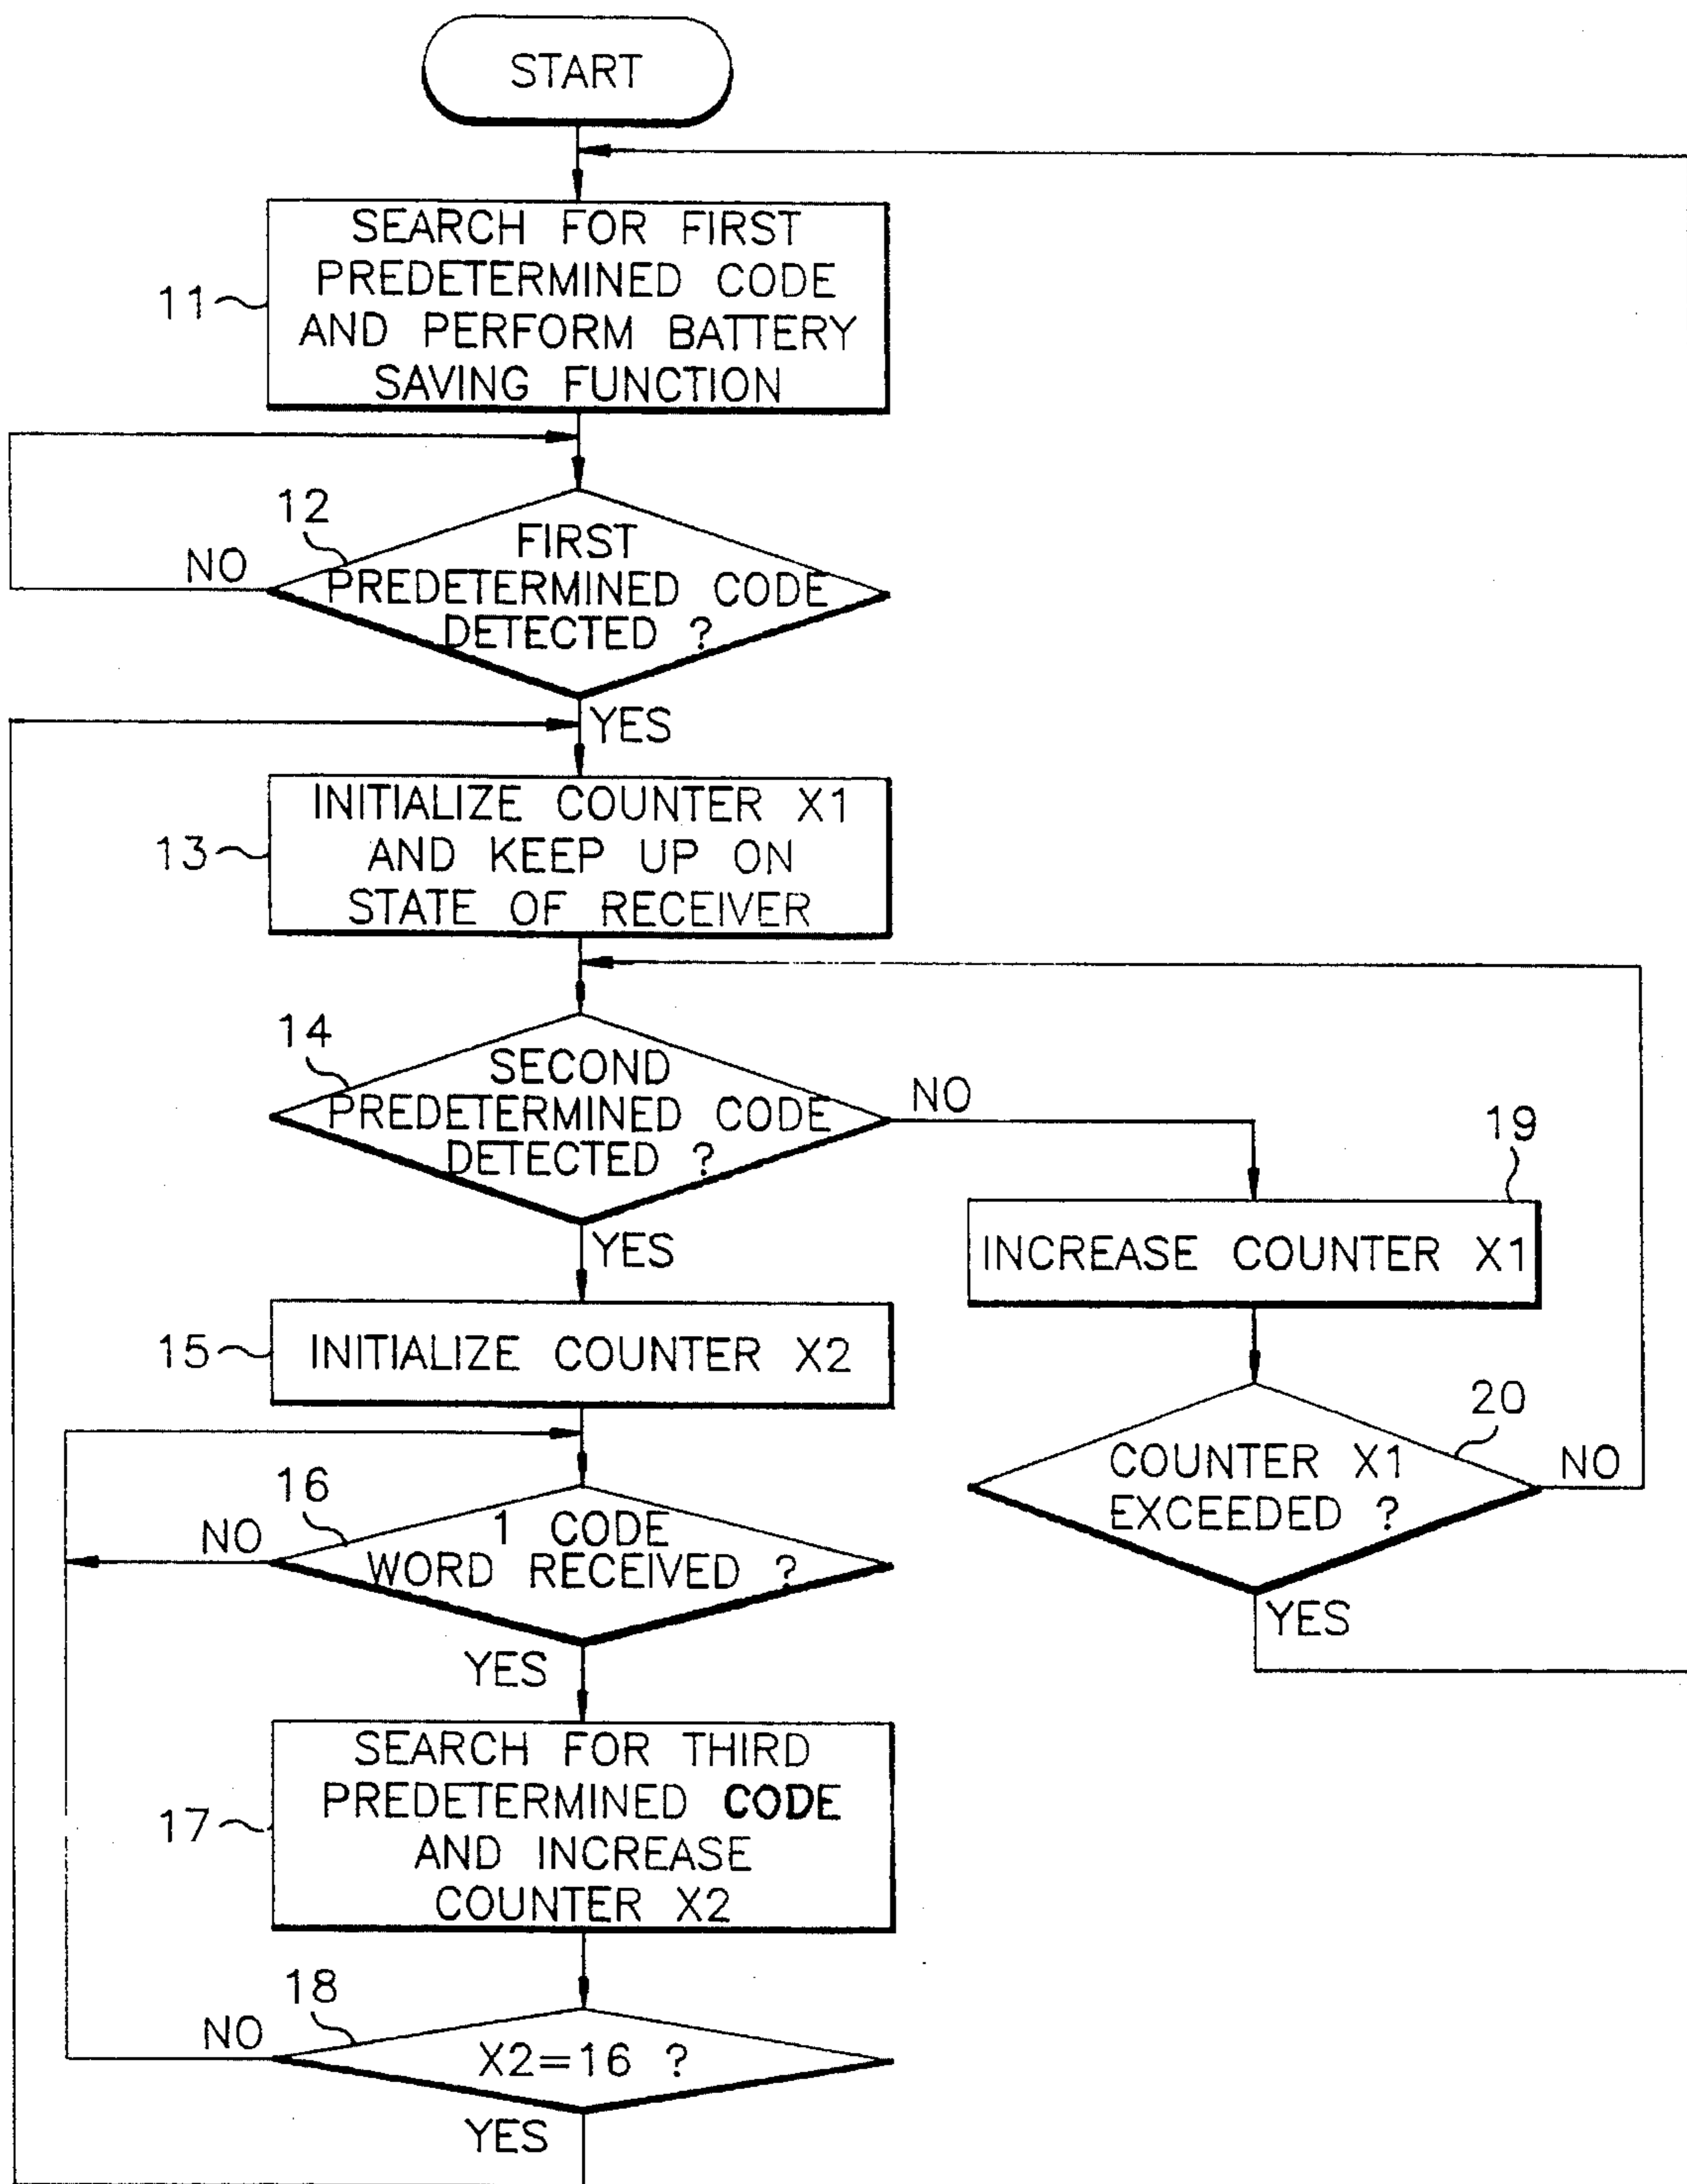 START
SEARCH FOR FIRST
PREDETERMINED CODE
AND PERFORM BATTERY
SAVING FUNCTION
11
12
FIRST
PREDETERMINED CODE
DETECTED ?
NO
YES
INITIALIZE COUNTER X1
AND KEEP UP ON
STATE OF RECEIVER
13
14
SECOND
PREDETERMINED CODE
DETECTED ?
NO
YES
19
INCREASE COUNTER X1
15
INITIALIZE COUNTER X2
20
COUNTER X1
EXCEEDED ?
NO
YES
16
1 CODE
WORD RECEIVED ?
NO
YES
SEARCH FOR THIRD
PREDETERMINED CODE
AND INCREASE
COUNTER X2
17
18
X2=16 ?
NO
YES